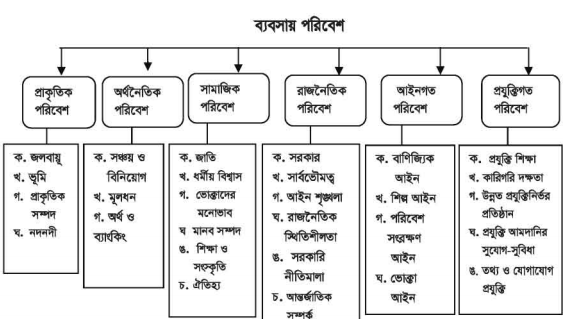 ব্যবসায় পরিবেশ
প্রাকৃতিক
পরিবেশ
অর্থনৈতিক
পরিবেশ
সামাজিক
পরিবেশ
রাজনৈতিক
পরিবেশ
আইনগত
পরিবেশ
প্রযুক্তিগত
পরিবেশ
ক. জলবায়ূ
খ. ভূমি
গ. প্রাকৃতিক
সম্পদ
ঘ. নদনদী
ক. সঞ্চয় ও
বিনিয়োগ
খ. মূলধন
গ. অর্থ ও
ব্যাংকিং
ক. জাতি
খ. ধর্মীয় বিশ্বাস
গ. ভোক্তাদের
মনোভাব
ঘ মানব সম্পদ
ঙ. শিক্ষা ও
সংস্কৃতি
চ. ঐতিহ্য
ক. সরকার
খ. সার্বভৌমত্ব
গ. আইন শৃঙ্খলা
ঘ. রাজনৈতিক
স্থিতিশীলতা
ঙ. সরকারি
নীতিমালা
চ. আন্তর্জাতিক
সম্পর্ক
ক. বাণিজ্যিক
আইন
খ. শিল্প আইন
গ. পরিবেশ
সংরক্ষণ
আইন
ঘ. ভোক্তা
আইন
ক. প্রযুক্তি শিক্ষা
খ. কারিগরি দক্ষতা
গ. উন্নত প্রযুক্তিনির্ভর
প্রতিষ্ঠান
ঘ. প্রযুক্তি আমদানির
সুযোগ-সুবিধা
ঙ. তথ্য ও যোগাযোগ
প্রযুক্তি